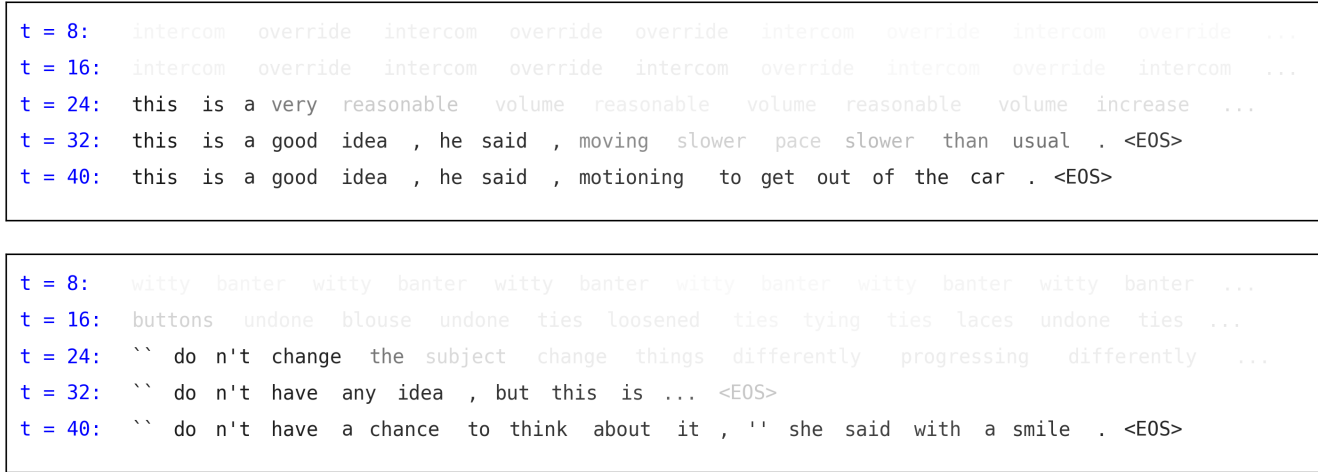 t = 8: intercom override intercom override override intercom override intercom override ...
t = 16: intercom override intercom override intercom override intercom override intercom ...
t = 24: this is a very reasonable volume reasonable volume reasonable volume increase ...
t = 32: this is a good idea , he said , moving slower pace slower than usual . <EOS>
t = 40: this is a good idea , he said , motioning to get out of the car . <EOS>
t = 8: witty banter witty banter witty banter witty banter witty banter witty banter ...
t = 16: buttons undone blouse undone ties loosened ties tying ties laces undone ties ...
t = 24: `` do n't change the subject change things differently progressing differently ...
t = 32: `` do n't have any idea , but this is ... <EOS>
t = 40: `` do n't have a chance to think about it , '' she said with a smile . <EOS>